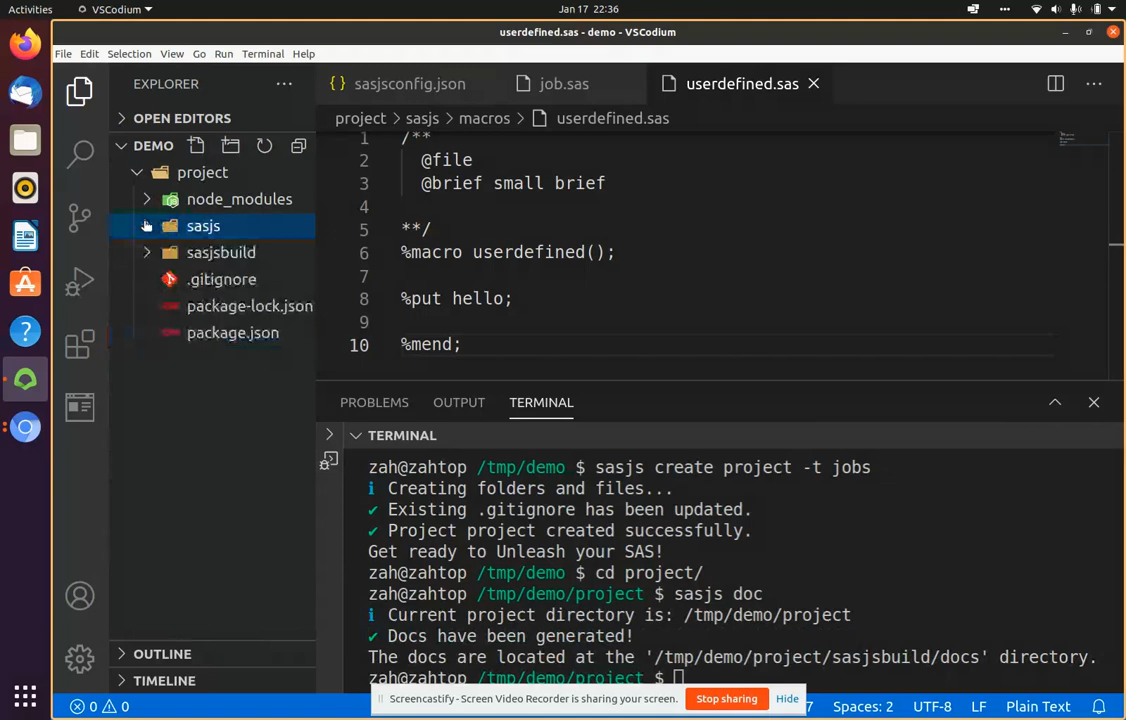 Activities
VSCodium
Jan 17 22:36
userdefined.sas - demo - VSCodium
File Edit Selection View Go Run Terminal Help
EXPLORER
OPEN EDITORS
DEMO
project
node_modules
sasjs
sasjsbuild
.gitignore
package-lock.json
package.json
OUTLINE
TIMELINE
{} sasjsconfig.json
job.sas
userdefined.sas
project > sasjs > macros > userdefined.sas
1 /**
2 @file
3 @brief small brief
4
5 **/
6 %macro userdefined();
7
8 %put hello;
9
10 %mend;
PROBLEMS OUTPUT TERMINAL
TERMINAL
zah@zahtop /tmp/demo $ sasjs create project -t jobs
i Creating folders and files...
✔ Existing .gitignore has been updated.
✔ Project project created successfully.
Get ready to Unleash your SAS!
zah@zahtop /tmp/demo $ cd project/
zah@zahtop /tmp/demo/project $ sasjs doc
i Current project directory is: /tmp/demo/project
✔ Docs have been generated!
The docs are located at the '/tmp/demo/project/sasjsbuild/docs' directory.
zah@zahtop /tmp/demo/project $
Screencastify - Screen Video Recorder is sharing your screen. Stop sharing Hide
0 0
7 Spaces: 2 UTF-8 LF Plain Text